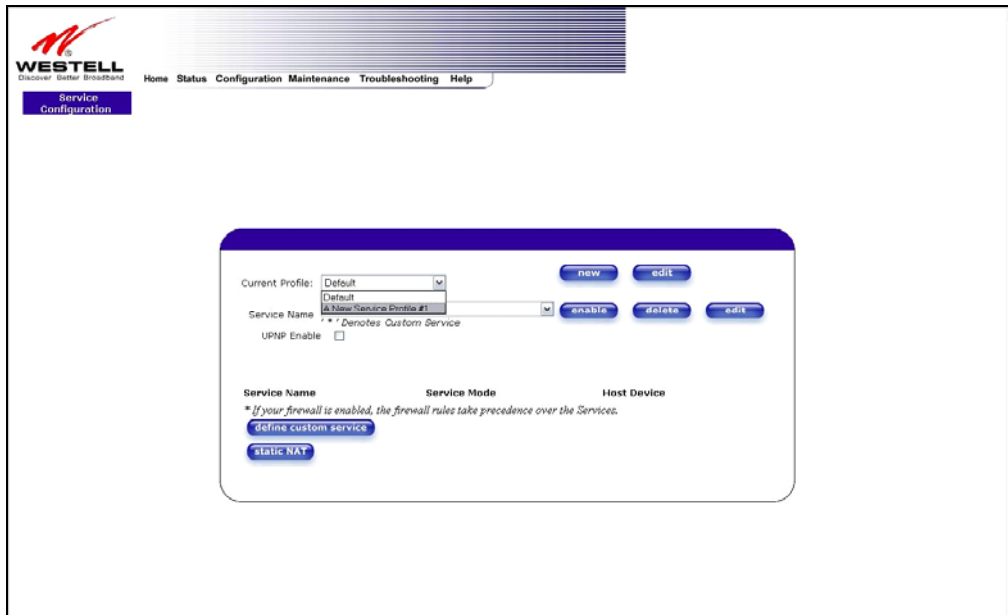 WESTELL
Discover Better Broadband
Home Status Configuration Maintenance Troubleshooting Help
Service
Configuration
new edit
Current Profile: Default
Default
A New Service Profile #1
Service Name enable delete edit
' * ' Denotes Custom Service
UPNP Enable
Service Name Service Mode Host Device
* If your firewall is enabled, the firewall rules take precedence over the Services.
define custom service
static NAT